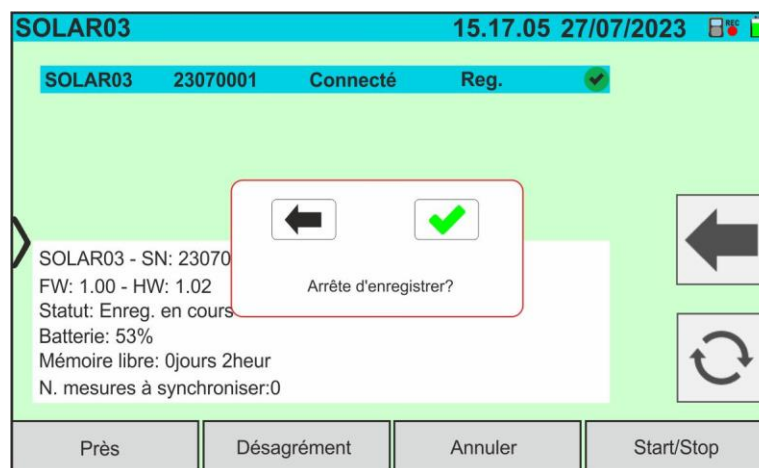 SOLAR03 15.17.05 27/07/2023 REC
SOLAR03 23070001 Connecté Reg.
Arrête d'enregistrer?
SOLAR03 - SN: 23070
FW: 1.00 - HW: 1.02
Statut: Enreg. en cours
Batterie: 53%
Mémoire libre: 0jours 2heur
N. mesures à synchroniser:0
Près Désagrément Annuler Start/Stop